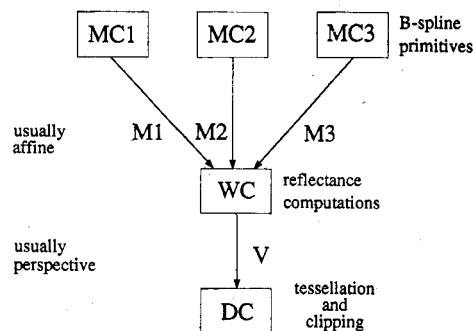 MC1 MC2 MC3 B-spline
primitives
usually
affine
M1 M2 M3
WC reflectance
computations
usually
perspective
V
DC tessellation
and
clipping